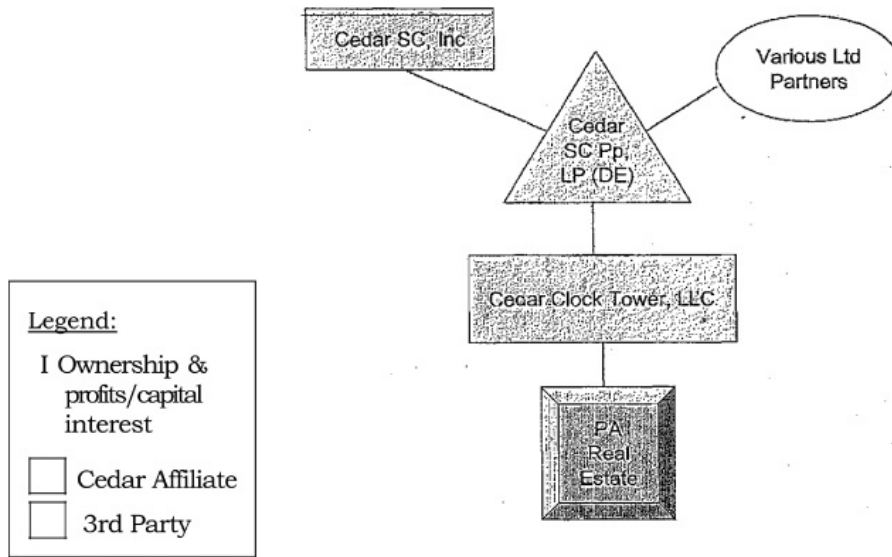 Cedar SC, Inc
Various Ltd
Partners
Cedar
SC Pp,
LP (DE)
Cedar Clock Tower, LLC
PA
Real
Estate
Legend:
I Ownership &
profits/capital
interest
Cedar Affiliate
3rd Party